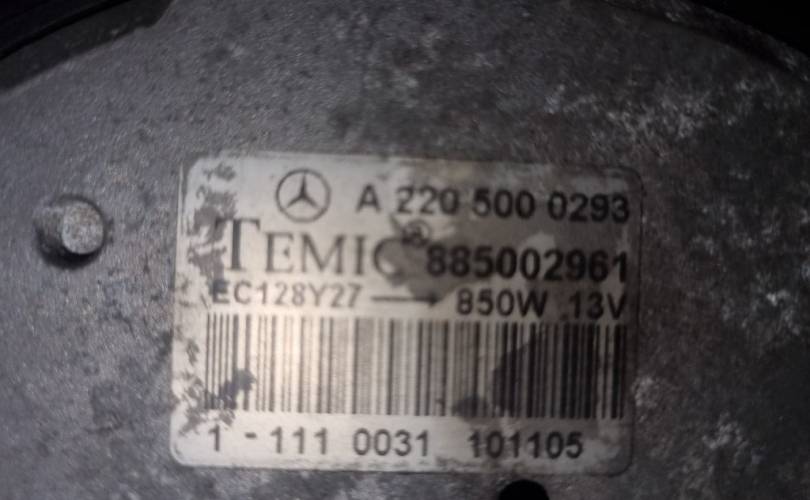 A 220 500 0293
TEMIC® 885002961
EC128Y27 → 850W 13V
1 - 111 0031 101105